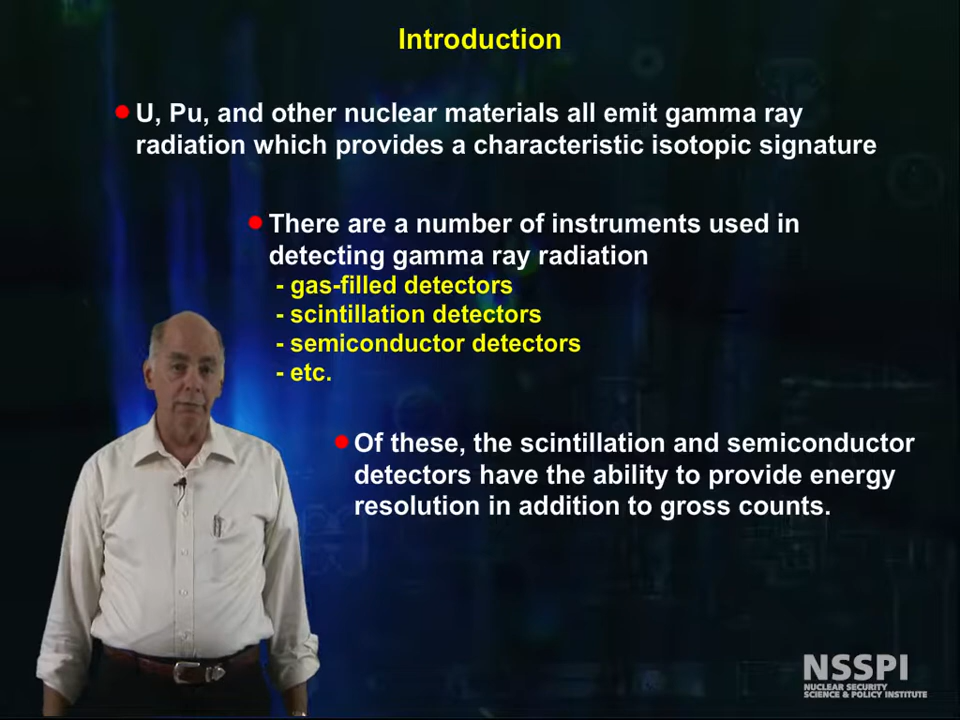 Introduction
U, Pu, and other nuclear materials all emit gamma ray
radiation which provides a characteristic isotopic signature
There are a number of instruments used in
detecting gamma ray radiation
- gas-filled detectors
- scintillation detectors
- semiconductor detectors
- etc.
Of these, the scintillation and semiconductor
detectors have the ability to provide energy
resolution in addition to gross counts.
NSSPI
NUCLEAR SECURITY
SCIENCE & POLICY INSTITUTE